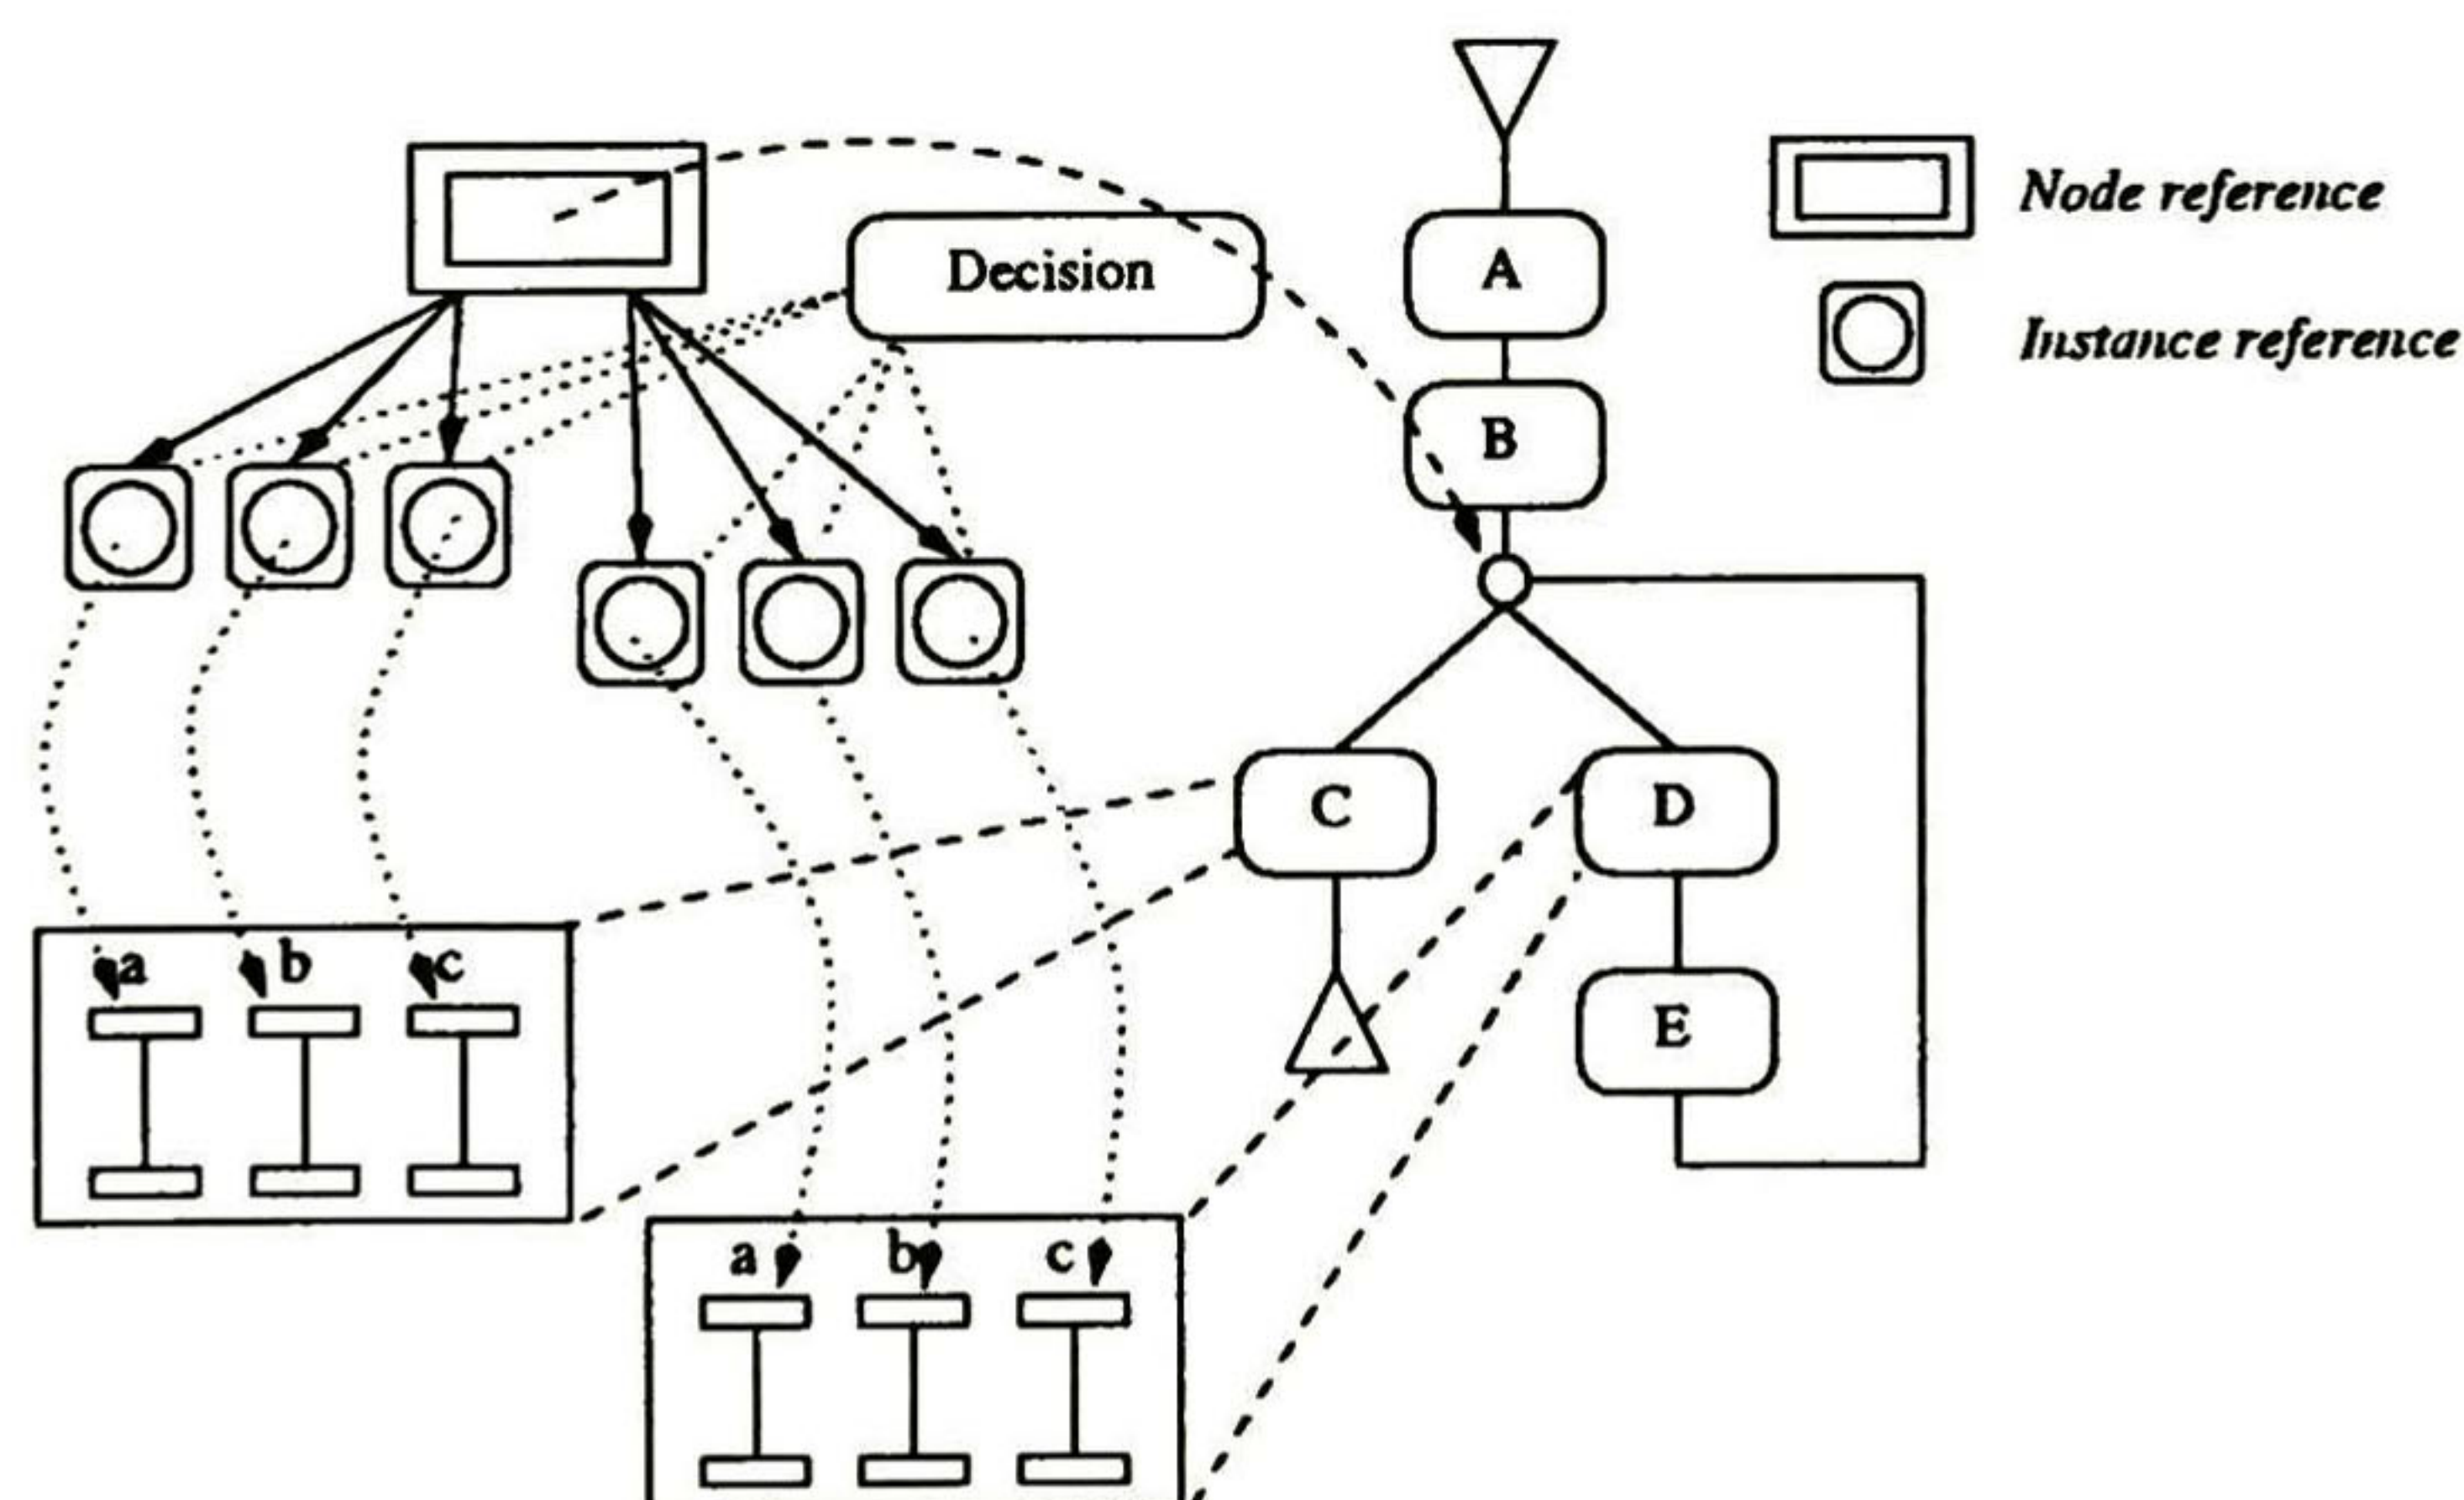 Decision
A
B
C
D
E
Node reference
Instance reference
a b c
a b c